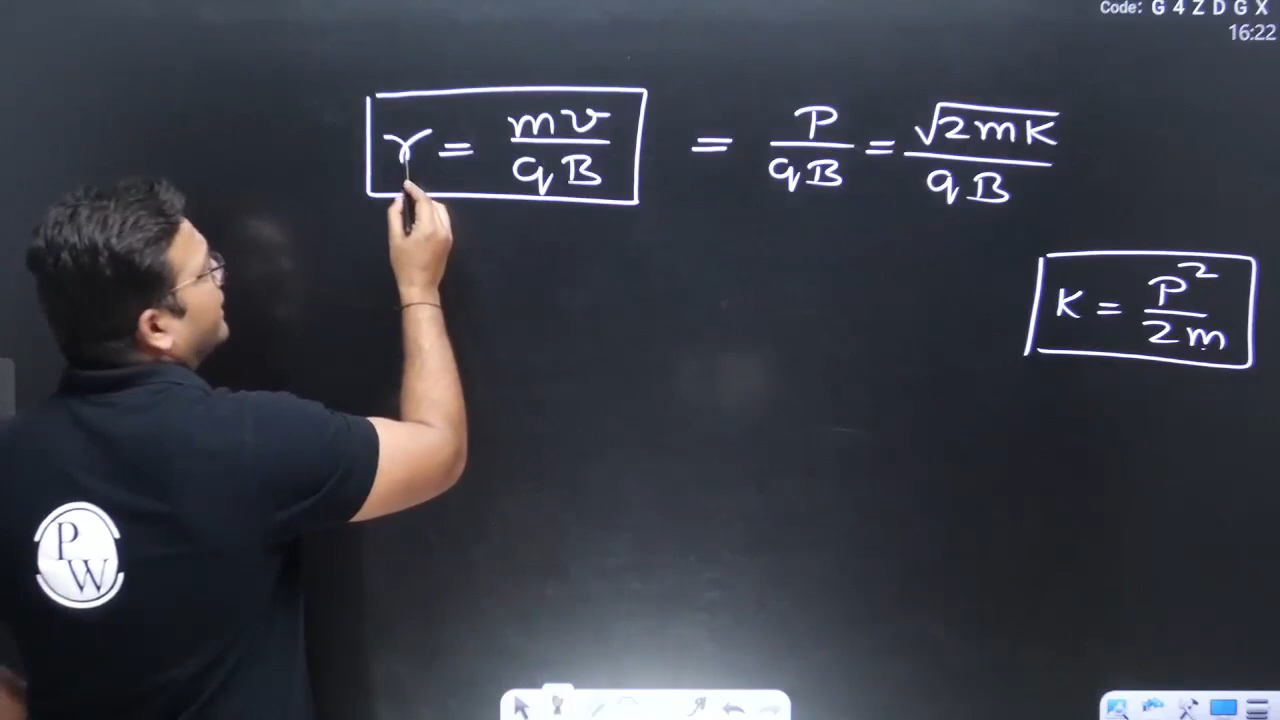 Code: G 4 Z D G X
16:22
r = mv / qB = P / qB = √2mK / qB
K = P² / 2m
P
W